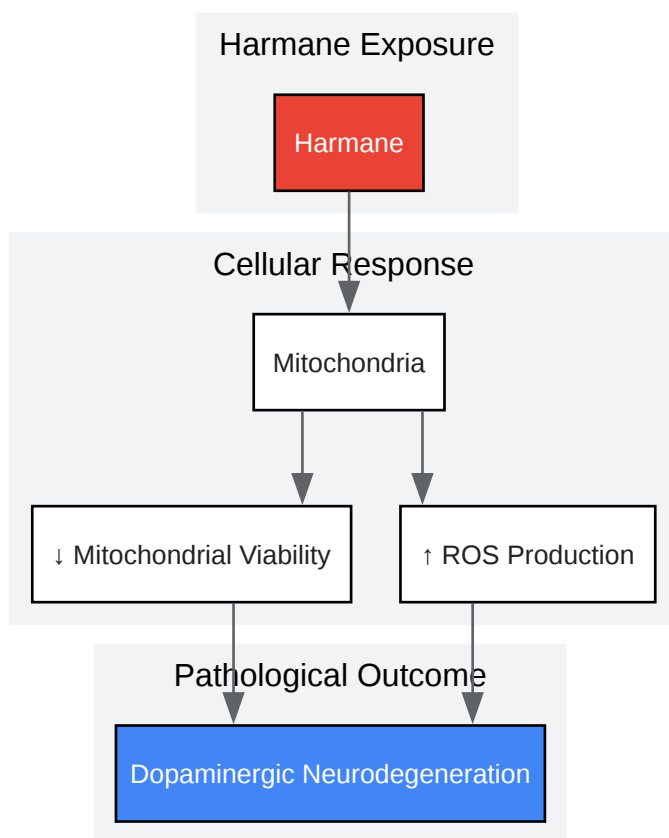 Harmane Exposure
Harmane
Cellular Response
Mitochondria
↓ Mitochondrial Viability
↑ ROS Production
Pathological Outcome
Dopaminergic Neurodegeneration